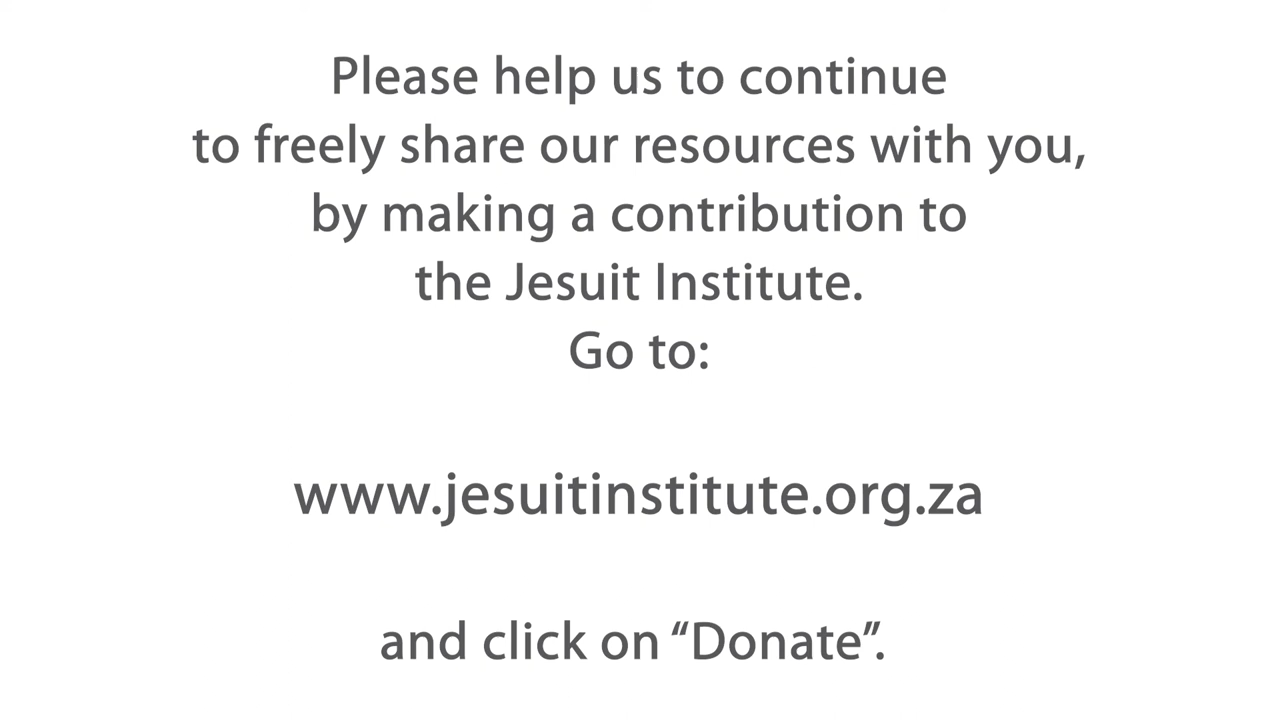 Please help us to continue
to freely share our resources with you,
by making a contribution to
the Jesuit Institute.
Go to:
www.jesuitinstitute.org.za
and click on “Donate”.